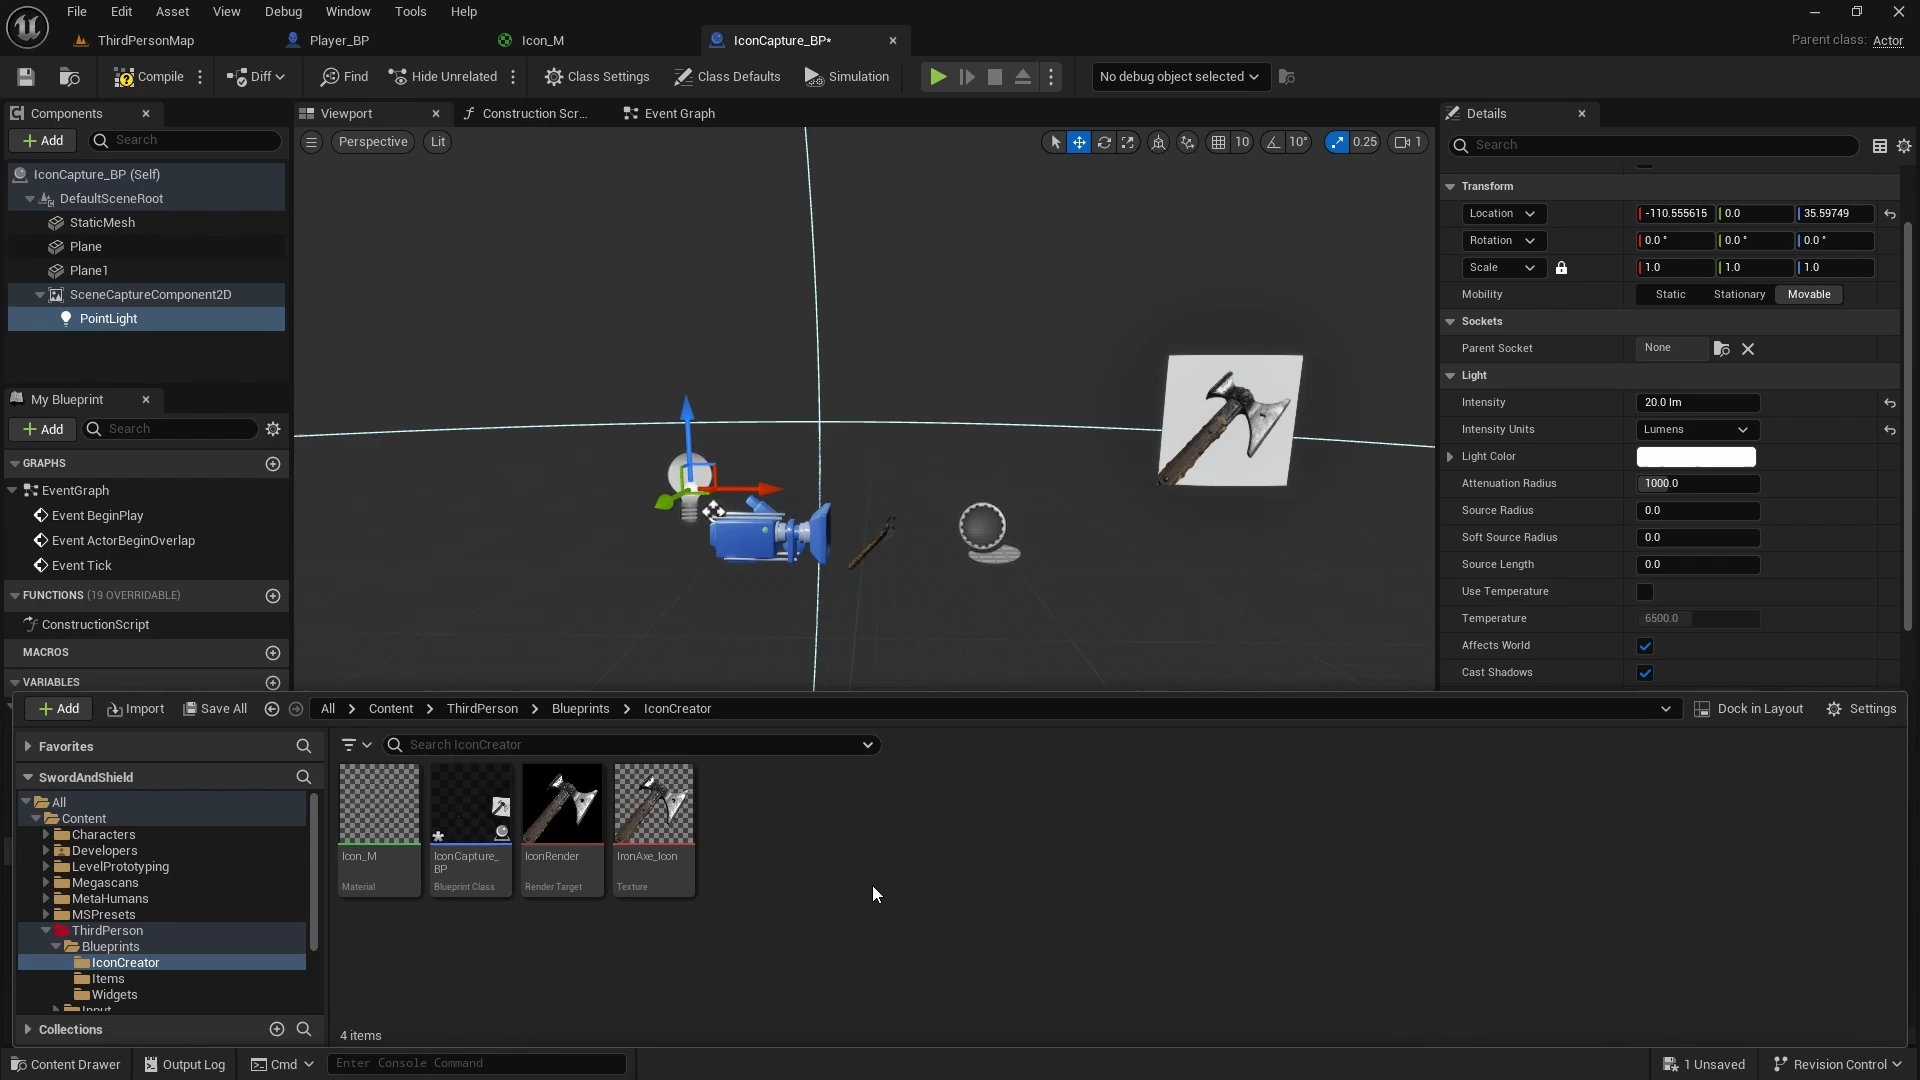 File Edit Asset View Debug Window Tools Help
ThirdPersonMap Player_BP Icon_M IconCapture_BP* Parent class: Actor
Compile Diff Find Hide Unrelated Class Settings Class Defaults Simulation No debug object selected
Components
Add Search
IconCapture_BP (Self)
DefaultSceneRoot
StaticMesh
Plane
Plane1
SceneCaptureComponent2D
PointLight
My Blueprint
Add Search
GRAPHS
EventGraph
Event BeginPlay
Event ActorBeginOverlap
Event Tick
FUNCTIONS (19 OVERRIDABLE)
ConstructionScript
MACROS
VARIABLES
Viewport Construction Scr... Event Graph
Perspective Lit 10 10° 0.25 1
Details
Search
Transform
Location -110.555615 0.0 35.59749
Rotation 0.0 ° 0.0 ° 0.0 °
Scale 1.0 1.0 1.0
Mobility Static Stationary Movable
Sockets
Parent Socket None
Light
Intensity 20.0 lm
Intensity Units Lumens
Light Color
Attenuation Radius 1000.0
Source Radius 0.0
Soft Source Radius 0.0
Source Length 0.0
Use Temperature
Temperature 6500.0
Affects World
Cast Shadows
Add Import Save All All Content ThirdPerson Blueprints IconCreator Dock in Layout Settings
Favorites
SwordAndShield
All
Content
Characters
Developers
LevelPrototyping
Megascans
MetaHumans
MSPresets
ThirdPerson
Blueprints
IconCreator
Items
Widgets
Input
Collections
Search IconCreator
Icon_M
Material
IconCapture_
BP
Blueprint Class
IconRender
Render Target
IronAxe_Icon
Texture
4 items
Content Drawer Output Log Cmd Enter Console Command 1 Unsaved Revision Control